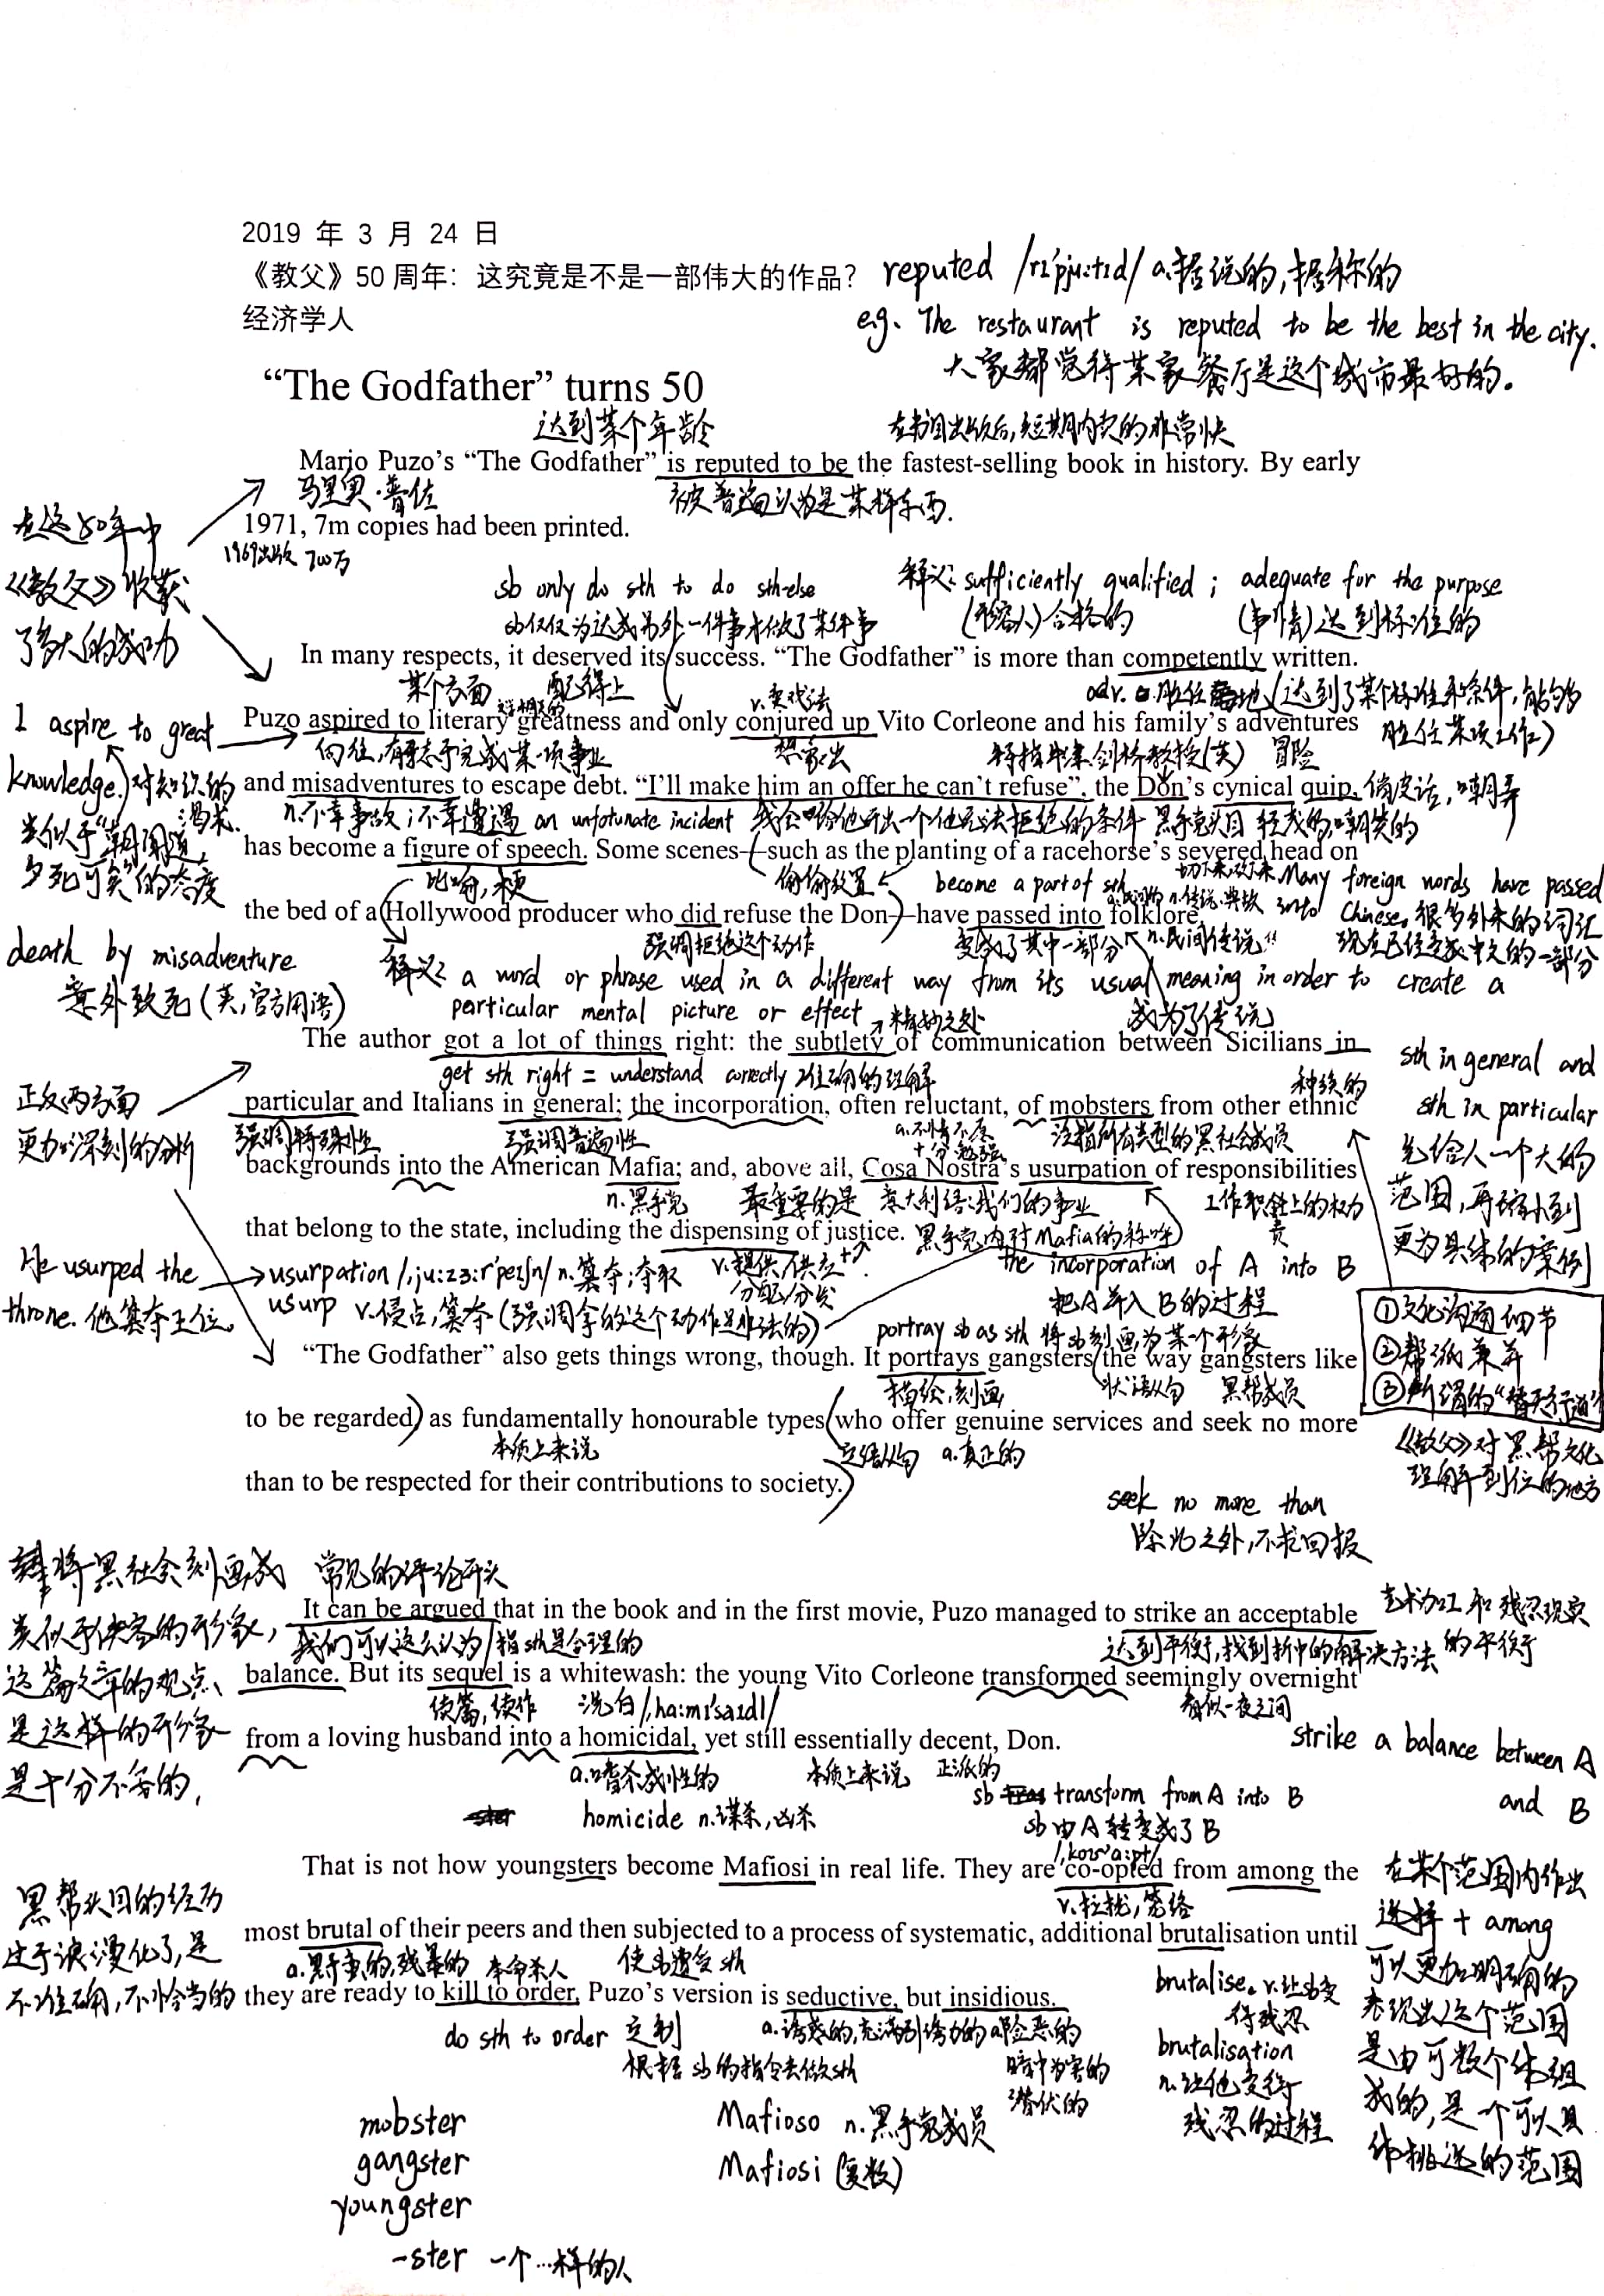 2019 年 3 月 24 日
《教父》50 周年：这究竟是不是一部伟大的作品？
reputed /rɪˈpjuːtɪd/ a.据说的,据称的
经济学人
e.g. The restaurant is reputed to be the best in the city.
大家都觉得某家餐厅是这个城市最好的。
“The Godfather” turns 50
达到某个年龄
在书目出版后,短期内卖的非常快
Mario Puzo’s “The Godfather” is reputed to be the fastest-selling book in history. By early
马里奥·普佐
被普遍认为是某样东西.
1971, 7m copies had been printed.
1969出版 700万
在这50年中
《教父》收获
了多大的成功
sb only do sth to do sth else
sb仅仅为达成另外一件事才做了某件事
释义: sufficiently qualified ; adequate for the purpose
(形容人)合格的 (事情)达到标准的
In many respects, it deserved its success. “The Godfather” is more than competently written.
某个方面 配得上
v.变戏法
adv. 胜任地(达到了某个标准和条件,能够
胜任某项工作)
Puzo aspired to literary greatness and only conjured up Vito Corleone and his family’s adventures
向往,有志于完成某项事业
想象出
特指牛津剑桥教授(英) 冒险
I aspire to great
knowledge.)对知识的
渴求.
类似于“朝闻道,
夕死可矣”的态度
and misadventures to escape debt. “I’ll make him an offer he can’t refuse”, the Don’s cynical quip,
俏皮话,嘲弄
n.不幸事故;不幸遭遇 an unfortunate incident 我会给他开出一个他无法拒绝的条件 黑手党头目 轻蔑的,嘲笑的
has become a figure of speech. Some scenes—such as the planting of a racehorse’s severed head on
比喻,梗
偷偷放置
become a part of sth
Many foreign words have passed
into Chinese. 很多外来的词汇
现在已经变成中文的一部分
the bed of a Hollywood producer who did refuse the Don—have passed into folklore.
强调拒绝这个动作
变成了其中一部分
n.民间传说
成为了传说
death by misadventure
意外致死(英,官方用语)
释义: a word or phrase used in a different way from its usual meaning in order to create a
particular mental picture or effect
精妙之处
The author got a lot of things right: the subtlety of communication between Sicilians in
get sth right = understand correctly 准确的理解
种族的
particular and Italians in general; the incorporation, often reluctant, of mobsters from other ethnic
强调特殊性
强调普遍性
a.不情不愿
十分勉强
泛指所有类型的黑社会成员
正反两方面
更加深刻的分析
sth in general and
sth in particular
先给人一个大的
范围,再缩小到
更为具体的案例
backgrounds into the American Mafia; and, above all, Cosa Nostra’s usurpation of responsibilities
n.黑手党 最重要的是 意大利语:我们的事业
工作职责上的权力
that belong to the state, including the dispensing of justice.
黑手党内对Mafia的称呼
He usurped the
throne. 他篡夺王位。
usurpation /ˌjuːzɜːrˈpeɪʃn/ n.篡夺;夺取
v.提供,供应
分配,分发
the incorporation of A into B
把A并入B的过程
usurp v.侵占,篡夺(强调拿的这个动作是非法的)
①文化沟通细节
②帮派兼并
③所谓的“替天行道”
《教父》对黑帮文化
理解到位的地方
portray sb as sth 将sb刻画为某一个形象
“The Godfather” also gets things wrong, though. It portrays gangsters the way gangsters like
描绘,刻画
状语从句
黑帮成员
to be regarded as fundamentally honourable types who offer genuine services and seek no more
本质上来说
定语从句 a.真正的
than to be respected for their contributions to society.
seek no more than
除此之外,不求回报
将黑社会刻画成
类似于侠客的形象,
这篇文章的观点
是这样的形象
是十分不妥的,
常见的评论开头
It can be argued that in the book and in the first movie, Puzo managed to strike an acceptable
我们可以这么认为/指sth是合理的
达到平衡,找到折中的解决方法
艺术加工和残忍现实
的平衡
balance. But its sequel is a whitewash: the young Vito Corleone transformed seemingly overnight
续篇,续作 洗白 /ˌhɑːmɪˈsaɪdl/
看似一夜之间
from a loving husband into a homicidal, yet still essentially decent, Don.
a.嗜杀成性的
本质上来说 正派的
strike a balance between A
and B
homicide n.谋杀,凶杀
sb transform from A into B
sb由A转变成了B
/ˌkoʊˈɑːpt/
That is not how youngsters become Mafiosi in real life. They are co-opted from among the
v.拉拢,笼络
most brutal of their peers and then subjected to a process of systematic, additional brutalisation until
a.野蛮的,残暴的 奉命杀人
使sb遭受sth
they are ready to kill to order. Puzo’s version is seductive, but insidious.
do sth to order 定制
根据sb的指令去做sth
a.诱惑的,充满引诱力的
a.阴险的
暗中为害的
潜伏的
黑帮头目的经历
过于浪漫化了,是
不准确,不恰当的
brutalise. v.让sb变
得残忍
brutalisation
n.让他变得
残忍的过程
在某个范围内作出
选择 + among
可以更加明确的
表现出这个范围
是由可数个体组
成的,是一个可以具
体挑选的范围
mobster
gangster
youngster
-ster 一个…样的人
Mafioso n.黑手党成员
Mafiosi (复数)